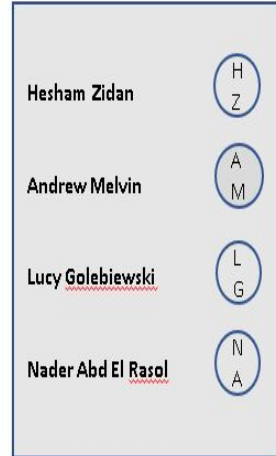 Hesham Zidan
H
Z
Andrew Melvin
A
M
Lucy Golebiewski
L
G
Nader Abd El Rasol
N
A